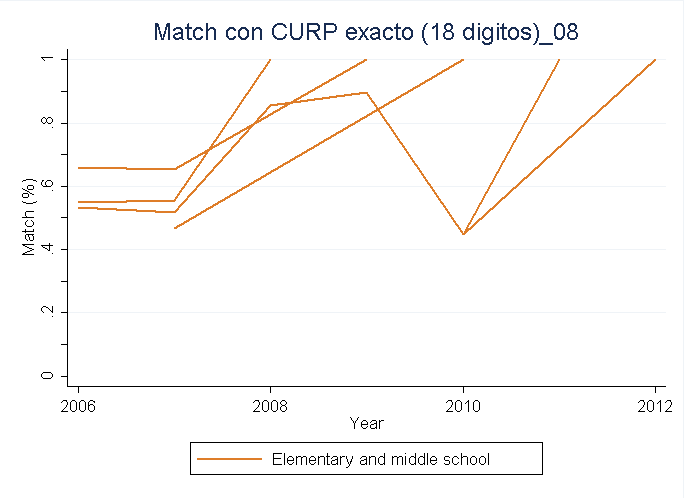 Match con CURP exacto (18 digitos)_08
Match (%)
1
.8
.6
.4
.2
0
2006
2008
2010
2012
Year
Elementary and middle school